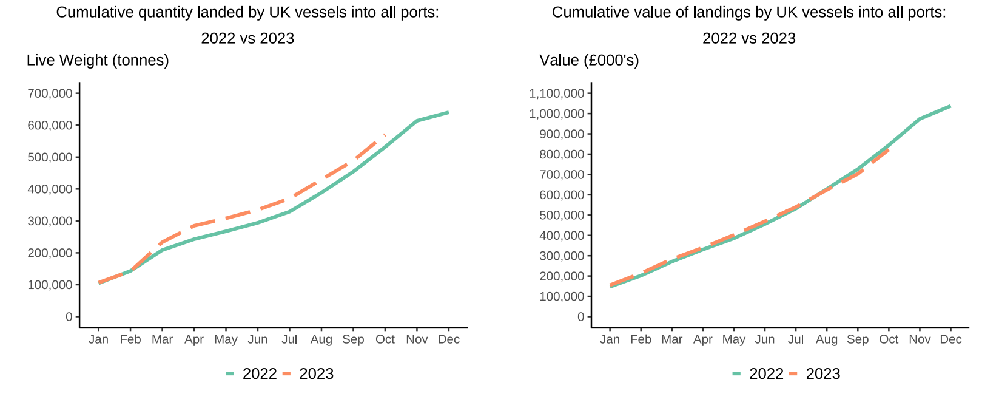 Cumulative quantity landed by UK vessels into all ports:
2022 vs 2023
Live Weight (tonnes)
700,000
600,000
500,000
400,000
300,000
200,000
100,000
0
Jan Feb Mar Apr May Jun Jul Aug Sep Oct Nov Dec
2022 2023
Cumulative value of landings by UK vessels into all ports:
2022 vs 2023
Value (£000's)
1,100,000
1,000,000
900,000
800,000
700,000
600,000
500,000
400,000
300,000
200,000
100,000
0
Jan Feb Mar Apr May Jun Jul Aug Sep Oct Nov Dec
2022 2023